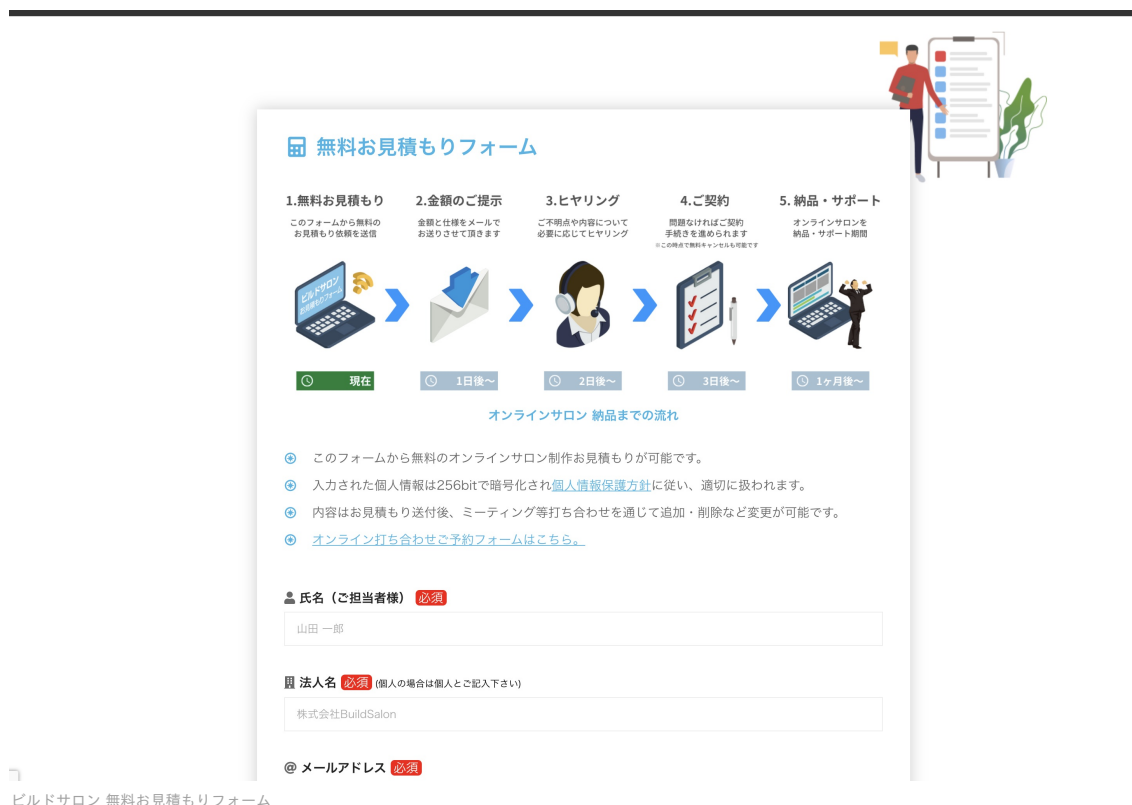 無料お見積もりフォーム
1.無料お見積もり
このフォームから無料の
お見積もり依頼を送信
2.金額のご提示
金額と仕様をメールで
お送りさせて頂きます
3.ヒヤリング
ご不明点や内容について
必要に応じてヒヤリング
4.ご契約
問題なければご契約
手続きを進められます
※この時点で無料キャンセルも可能です
5.納品・サポート
オンラインサロンを
納品・サポート期間
ビルドサロン
お見積もりフォーム
現在
1日後〜
2日後〜
3日後〜
1ヶ月後〜
オンラインサロン 納品までの流れ
このフォームから無料のオンラインサロン制作お見積もりが可能です。
入力された個人情報は256bitで暗号化され個人情報保護方針に従い、適切に扱われます。
内容はお見積もり送付後、ミーティング等打ち合わせを通じて追加・削除など変更が可能です。
オンライン打ち合わせご予約フォームはこちら。
氏名（ご担当者様） 必須
山田 一郎
法人名 必須 (個人の場合は個人とご記入下さい)
株式会社BuildSalon
@ メールアドレス 必須
ビルドサロン 無料お見積もりフォーム